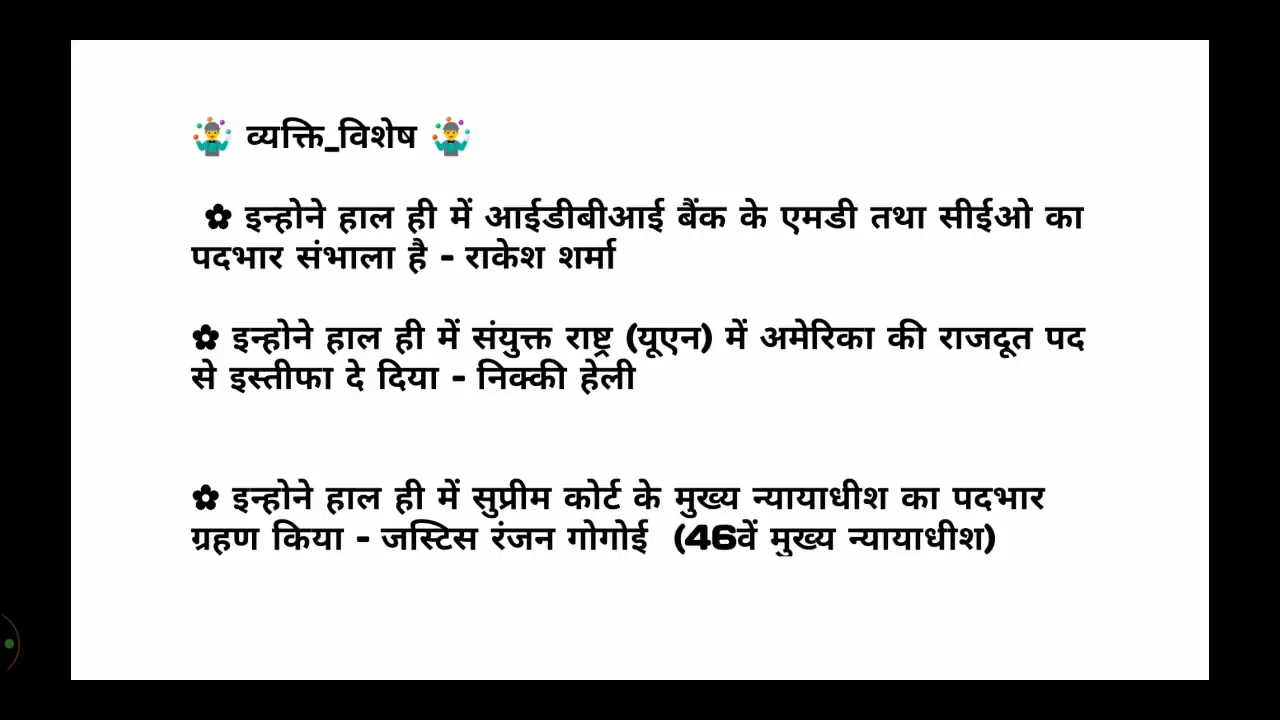 🤹‍♂️ व्यक्ति_विशेष 🤹‍♂️
✿ इन्होने हाल ही में आईडीबीआई बैंक के एमडी तथा सीईओ का
पदभार संभाला है - राकेश शर्मा
✿ इन्होने हाल ही में संयुक्त राष्ट्र (यूएन) में अमेरिका की राजदूत पद
से इस्तीफा दे दिया - निक्की हेली
✿ इन्होने हाल ही में सुप्रीम कोर्ट के मुख्य न्यायाधीश का पदभार
ग्रहण किया - जस्टिस रंजन गोगोई (46वें मुख्य न्यायाधीश)